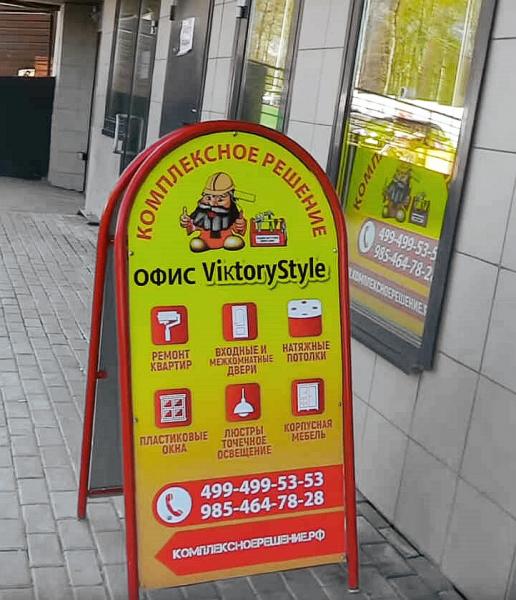 КОМПЛЕКСНОЕ РЕШЕНИЕ
ОФИС ViktoryStyle
РЕМОНТ
КВАРТИР
ВХОДНЫЕ И
МЕЖКОМНАТНЫЕ
ДВЕРИ
НАТЯЖНЫЕ
ПОТОЛКИ
ПЛАСТИКОВЫЕ
ОКНА
ЛЮСТРЫ
ТОЧЕЧНОЕ
ОСВЕЩЕНИЕ
КОРПУСНАЯ
МЕБЕЛЬ
499-499-53-53
985-464-78-28
КОМПЛЕКСНОЕРЕШЕНИЕ.РФ
499-499-53-5
985-464-78-2
КОМПЛЕКСНОЕРЕШЕНИЕ.